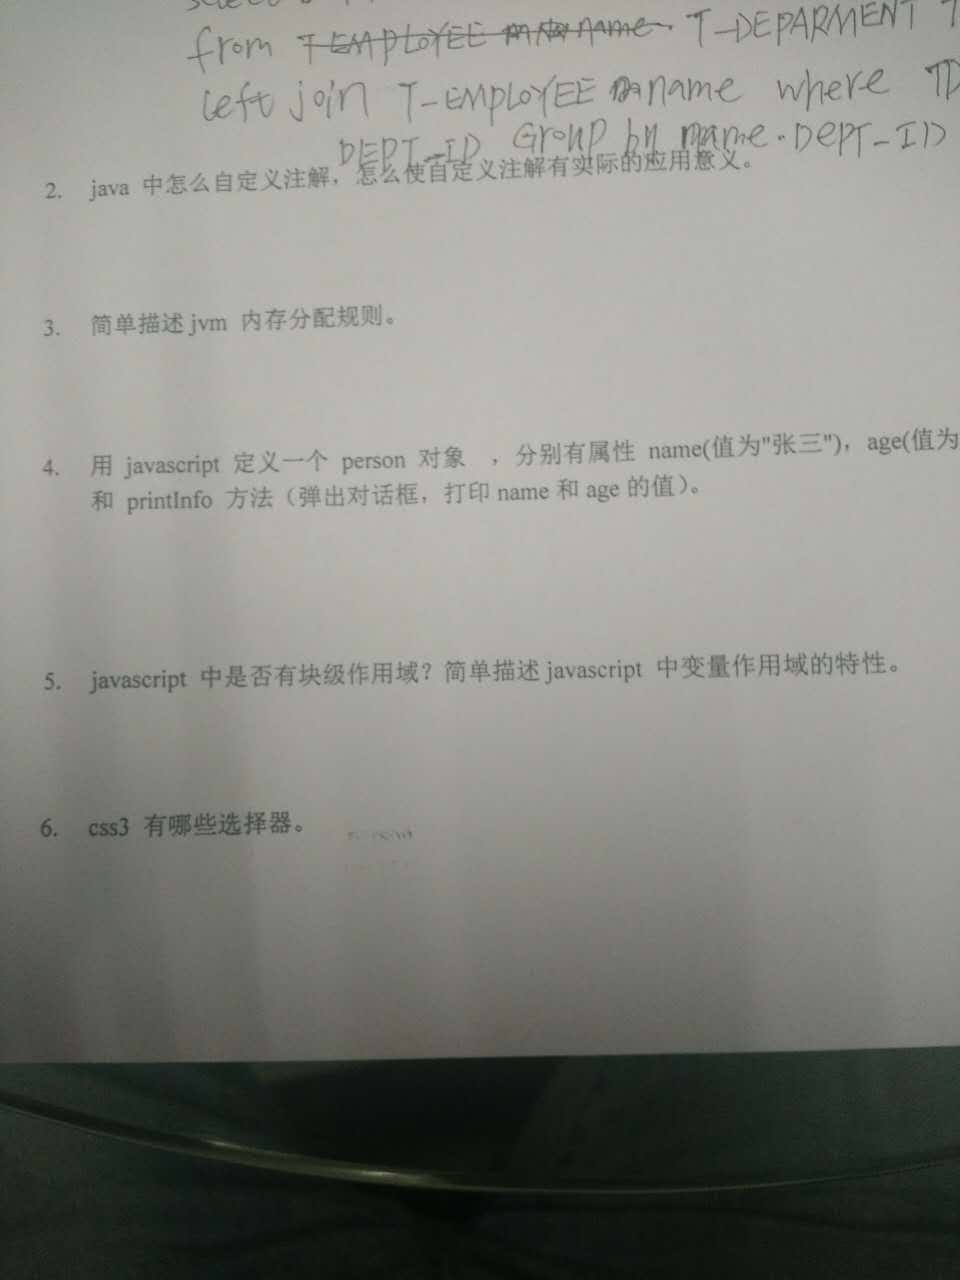 from T-EMPLOYEE name. T-DEPARMENT
left join T-EMPLOYEE name where TD
DEPT-ID Group by name.DEPT-ID
2. java 中怎么自定义注解，怎么使自定义注解有实际的应用意义。
3. 简单描述 jvm 内存分配规则。
4. 用 javascript 定义一个 person 对象 ，分别有属性 name(值为"张三")，age(值为
和 printInfo 方法（弹出对话框，打印 name 和 age 的值）。
5. javascript 中是否有块级作用域？简单描述 javascript 中变量作用域的特性。
6. css3 有哪些选择器。